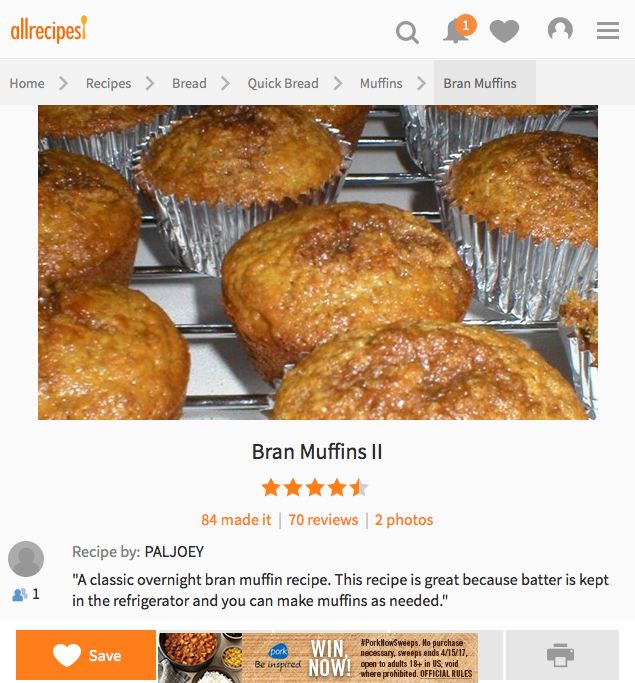 allrecipes
1
Home Recipes Bread Quick Bread Muffins Bran Muffins
Bran Muffins II
84 made it | 70 reviews | 2 photos
Recipe by: PALJOEY
"A classic overnight bran muffin recipe. This recipe is great because batter is kept
in the refrigerator and you can make muffins as needed."
1
Save
pork
Be inspired
WIN
NOW!
#PorkNowSweeps. No purchase
necessary, sweeps ends 4/15/17,
open to adults 18+ in US, void
where prohibited. OFFICIAL RULES